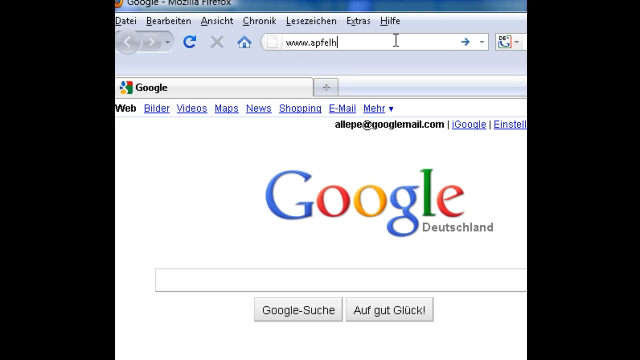 Google - Mozilla Firefox
Datei Bearbeiten Ansicht Chronik Lesezeichen Extras Hilfe
www.apfelh
DE
Google
Web Bilder Videos Maps News Shopping E-Mail Mehr ▼
allepe@googlemail.com | iGoogle | Einstell
Google
Deutschland
Google-Suche Auf gut Glück!